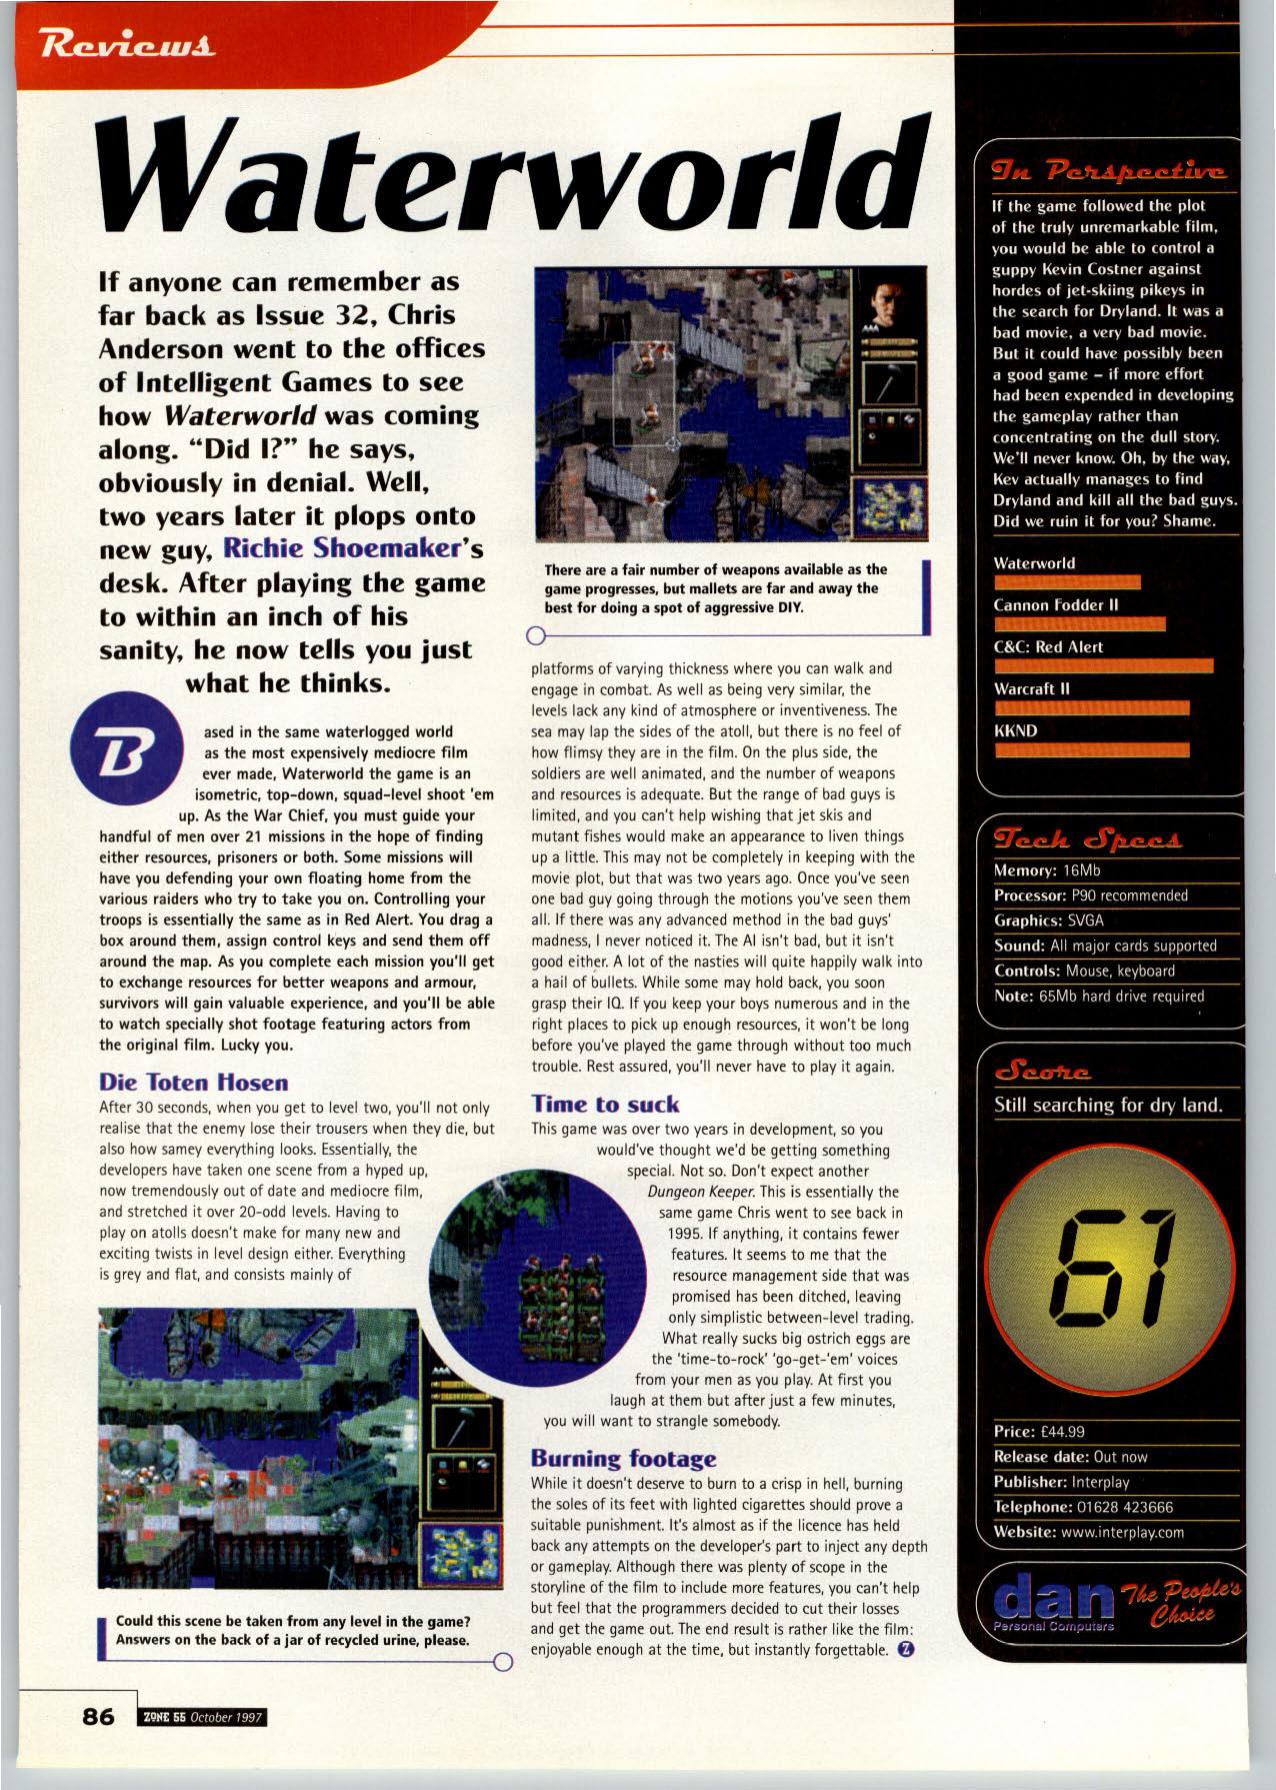 Reviews
Waterworld
If anyone can remember as
far back as Issue 32, Chris
Anderson went to the offices
of Intelligent Games to see
how Waterworld was coming
along. “Did I?” he says,
obviously in denial. Well,
two years later it plops onto
new guy, Richie Shoemaker's
desk. After playing the game
to within an inch of his
sanity, he now tells you just
what he thinks.
B
ased in the same waterlogged world
as the most expensively mediocre film
ever made, Waterworld the game is an
isometric, top-down, squad-level shoot 'em
up. As the War Chief, you must guide your
handful of men over 21 missions in the hope of finding
either resources, prisoners or both. Some missions will
have you defending your own floating home from the
various raiders who try to take you on. Controlling your
troops is essentially the same as in Red Alert. You drag a
box around them, assign control keys and send them off
around the map. As you complete each mission you'll get
to exchange resources for better weapons and armour,
survivors will gain valuable experience, and you'll be able
to watch specially shot footage featuring actors from
the original film. Lucky you.
Die Toten Hosen
After 30 seconds, when you get to level two, you'll not only
realise that the enemy lose their trousers when they die, but
also how samey everything looks. Essentially, the
developers have taken one scene from a hyped up,
now tremendously out of date and mediocre film,
and stretched it over 20-odd levels. Having to
play on atolls doesn't make for many new and
exciting twists in level design either. Everything
is grey and flat, and consists mainly of
Could this scene be taken from any level in the game?
Answers on the back of a jar of recycled urine, please.
There are a fair number of weapons available as the
game progresses, but mallets are far and away the
best for doing a spot of aggressive DIY.
platforms of varying thickness where you can walk and
engage in combat. As well as being very similar, the
levels lack any kind of atmosphere or inventiveness. The
sea may lap the sides of the atoll, but there is no feel of
how flimsy they are in the film. On the plus side, the
soldiers are well animated, and the number of weapons
and resources is adequate. But the range of bad guys is
limited, and you can't help wishing that jet skis and
mutant fishes would make an appearance to liven things
up a little. This may not be completely in keeping with the
movie plot, but that was two years ago. Once you've seen
one bad guy going through the motions you've seen them
all. If there was any advanced method in the bad guys'
madness, I never noticed it. The AI isn't bad, but it isn't
good either. A lot of the nasties will quite happily walk into
a hail of bullets. While some may hold back, you soon
grasp their IQ. If you keep your boys numerous and in the
right places to pick up enough resources, it won't be long
before you've played the game through without too much
trouble. Rest assured, you'll never have to play it again.
Time to suck
This game was over two years in development, so you
would've thought we'd be getting something
special. Not so. Don't expect another
Dungeon Keeper. This is essentially the
same game Chris went to see back in
1995. If anything, it contains fewer
features. It seems to me that the
resource management side that was
promised has been ditched, leaving
only simplistic between-level trading.
What really sucks big ostrich eggs are
the 'time-to-rock' 'go-get-'em' voices
from your men as you play. At first you
laugh at them but after just a few minutes,
you will want to strangle somebody.
Burning footage
While it doesn't deserve to burn to a crisp in hell, burning
the soles of its feet with lighted cigarettes should prove a
suitable punishment. It's almost as if the licence has held
back any attempts on the developer's part to inject any depth
or gameplay. Although there was plenty of scope in the
storyline of the film to include more features, you can't help
but feel that the programmers decided to cut their losses
and get the game out. The end result is rather like the film:
enjoyable enough at the time, but instantly forgettable. Z
In Perspective
If the game followed the plot
of the truly unremarkable film,
you would be able to control a
guppy Kevin Costner against
hordes of jet-skiing pikeys in
the search for Dryland. It was a
bad movie, a very bad movie.
But it could have possibly been
a good game – if more effort
had been expended in developing
the gameplay rather than
concentrating on the dull story.
We'll never know. Oh, by the way,
Kev actually manages to find
Dryland and kill all the bad guys.
Did we ruin it for you? Shame.
Waterworld
Cannon Fodder II
C&C: Red Alert
Warcraft II
KKND
Tech Specs
Memory: 16Mb
Processor: P90 recommended
Graphics: SVGA
Sound: All major cards supported
Controls: Mouse, keyboard
Note: 65Mb hard drive required
Score
Still searching for dry land.
61
Price: £44.99
Release date: Out now
Publisher: Interplay
Telephone: 01628 423666
Website: www.interplay.com
dan The People's
Choice
Personal Computers
86 ZONE 55 October 1997